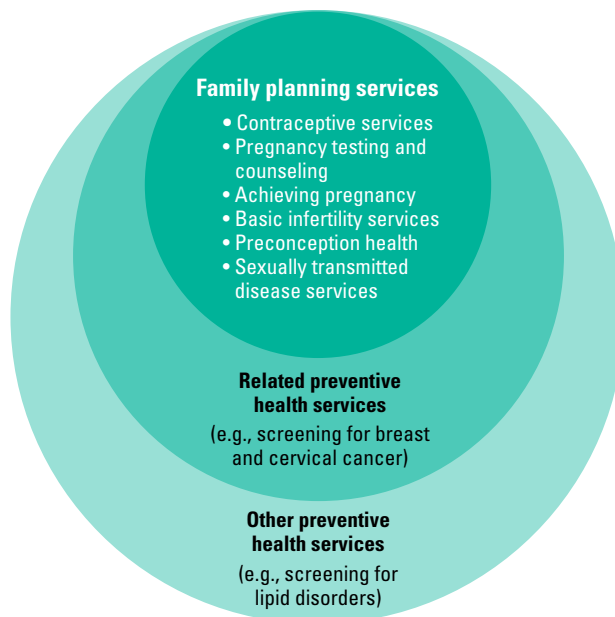 Family planning services
• Contraceptive services
• Pregnancy testing and
counseling
• Achieving pregnancy
• Basic infertility services
• Preconception health
• Sexually transmitted
disease services
Related preventive
health services
(e.g., screening for breast
and cervical cancer)
Other preventive
health services
(e.g., screening for
lipid disorders)